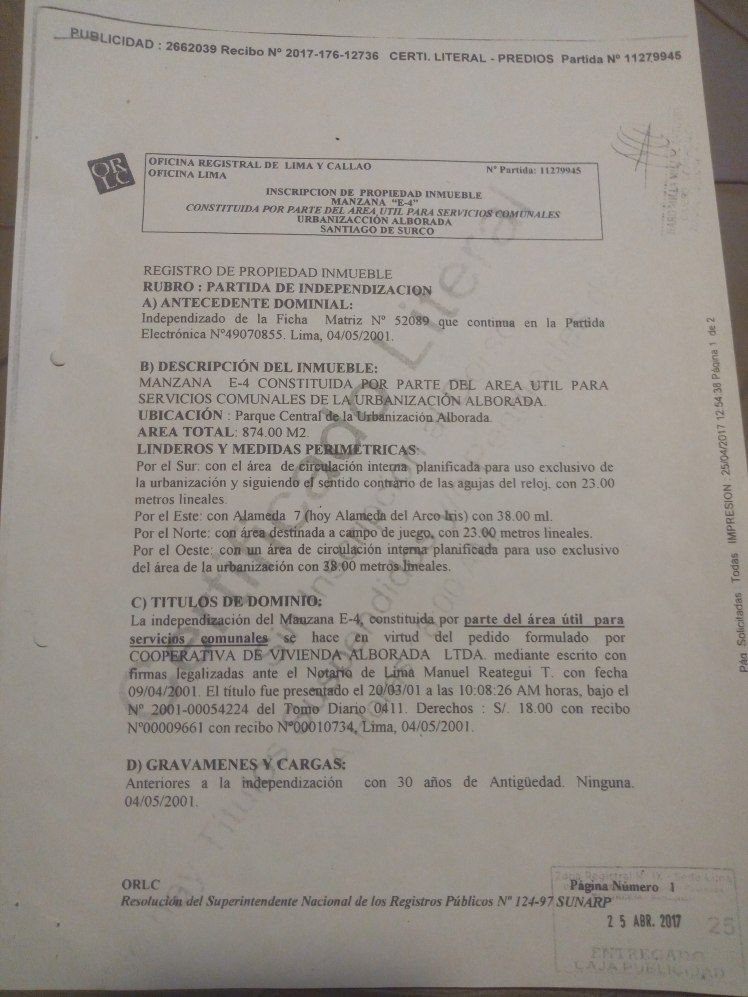 PUBLICIDAD : 2662039 Recibo Nº 2017-176-12736 CERTI. LITERAL - PREDIOS Partida Nº 11279945
OR
LC
OFICINA REGISTRAL DE LIMA Y CALLAO
OFICINA LIMA
Nº Partida: 11279945
INSCRIPCION DE PROPIEDAD INMUEBLE
MANZANA "E-4"
CONSTITUIDA POR PARTE DEL AREA UTIL PARA SERVICIOS COMUNALES
URBANIZACCIÓN ALBORADA
SANTIAGO DE SURCO
REGISTRO DE PROPIEDAD INMUEBLE
RUBRO : PARTIDA DE INDEPENDIZACION
A) ANTECEDENTE DOMINIAL:
Independizado de la Ficha Matriz Nº 52089 que continua en la Partida
Electrónica Nº49070855. Lima, 04/05/2001.
B) DESCRIPCIÓN DEL INMUEBLE:
MANZANA E-4 CONSTITUIDA POR PARTE DEL AREA UTIL PARA
SERVICIOS COMUNALES DE LA URBANIZACIÓN ALBORADA.
UBICACIÓN : Parque Central de la Urbanización Alborada.
AREA TOTAL: 874.00 M2.
LINDEROS Y MEDIDAS PERIMÉTRICAS:
Por el Sur: con el área de circulación interna planificada para uso exclusivo de
la urbanización y siguiendo el sentido contrario de las agujas del reloj, con 23.00
metros lineales.
Por el Este: con Alameda 7 (hoy Alameda del Arco Iris) con 38.00 ml.
Por el Norte: con área destinada a campo de juego, con 23.00 metros lineales.
Por el Oeste: con un área de circulación interna planificada para uso exclusivo
del área de la urbanización con 38.00 metros lineales.
C) TITULOS DE DOMINIO:
La independización del Manzana E-4, constituida por parte del área útil para
servicios comunales se hace en virtud del pedido formulado por
COOPERATIVA DE VIVIENDA ALBORADA LTDA. mediante escrito con
firmas legalizadas ante el Notario de Lima Manuel Reategui T. con fecha
09/04/2001. El título fue presentado el 20/03/01 a las 10:08:26 AM horas, bajo el
Nº 2001-00054224 del Tomo Diario 0411. Derechos : S/. 18.00 con recibo
Nº00009661 con recibo Nº00010734, Lima, 04/05/2001.
D) GRAVAMENES Y CARGAS:
Anteriores a la independización con 30 años de Antigüedad. Ninguna.
04/05/2001.
ORLC
Página Número 1
Resolución del Superintendente Nacional de los Registros Públicos Nº 124-97 SUNARP
25 ABR. 2017
25
ENTREGADO
CAJA PUBLICIDAD
Pág Solicitadas Todas IMPRESION 25/04/2017 12:54:38 Página 1 de 2
Certificado Literal